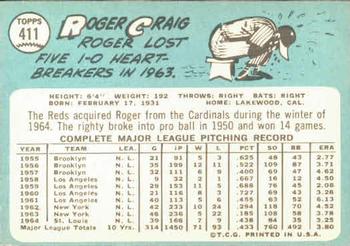 TOPPS
411
ROGER CRAIG
ROGER LOST
FIVE 1-0 HEART-
BREAKERS IN 1963.
HEIGHT: 6'4" WEIGHT: 192 THROWS: RIGHT BATS: RIGHT
BORN: FEBRUARY 17, 1931 HOME: LAKEWOOD, CAL.
The Reds acquired Roger from the Cardinals during the winter of
1964. The righty broke into pro ball in 1950 and won 14 games.
COMPLETE MAJOR LEAGUE PITCHING RECORD
YEAR TEAM LEA G IP W L PCT SO BB ERA
1955 Brooklyn N.L. 21 91 5 3 .625 48 43 2.77
1956 Brooklyn N.L. 35 199 12 11 .522 109 87 3.71
1957 Brooklyn N.L. 32 111 6 9 .400 69 47 4.62
1958 Los Angeles N.L. 9 32 2 1 .667 16 12 4.50
1959 Los Angeles N.L. 29 153 11 5 .688 76 45 2.06
1960 Los Angeles N.L. 21 116 8 3 .727 69 43 3.27
1961 Los Angeles N.L. 40 113 5 6 .455 63 52 6.13
1962 New York N.L. 42 233 10 24 .294 118 70 4.52
1963 New York N.L. 46 236 5 22 .185 108 58 3.78
1964 St. Louis N.L. 39 166 7 9 .438 84 35 3.25
Major League Totals 10 Yrs. 314 1450 71 93 .433 760 492 3.80
©T.C.G. PRINTED IN U.S.A.